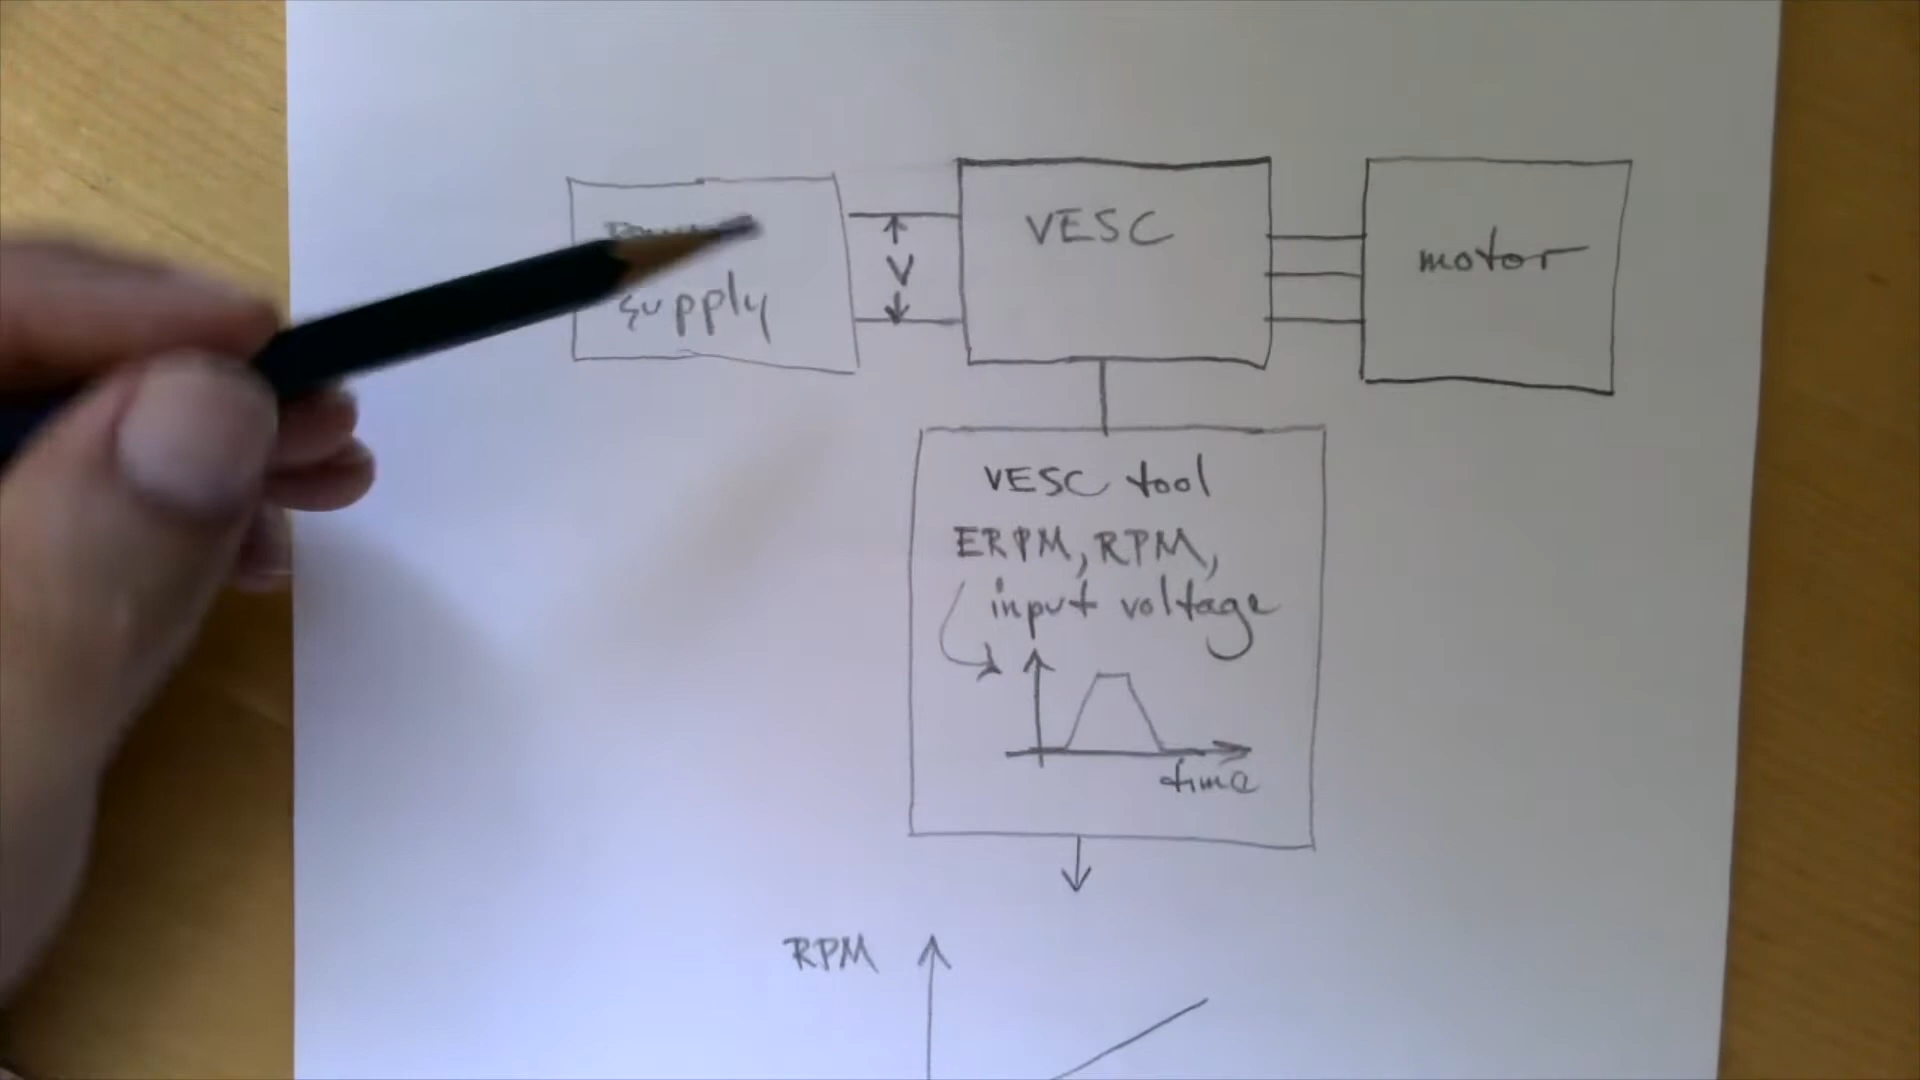 supply
V
VESC
motor
VESC tool
ERPM, RPM,
input voltage
time
RPM